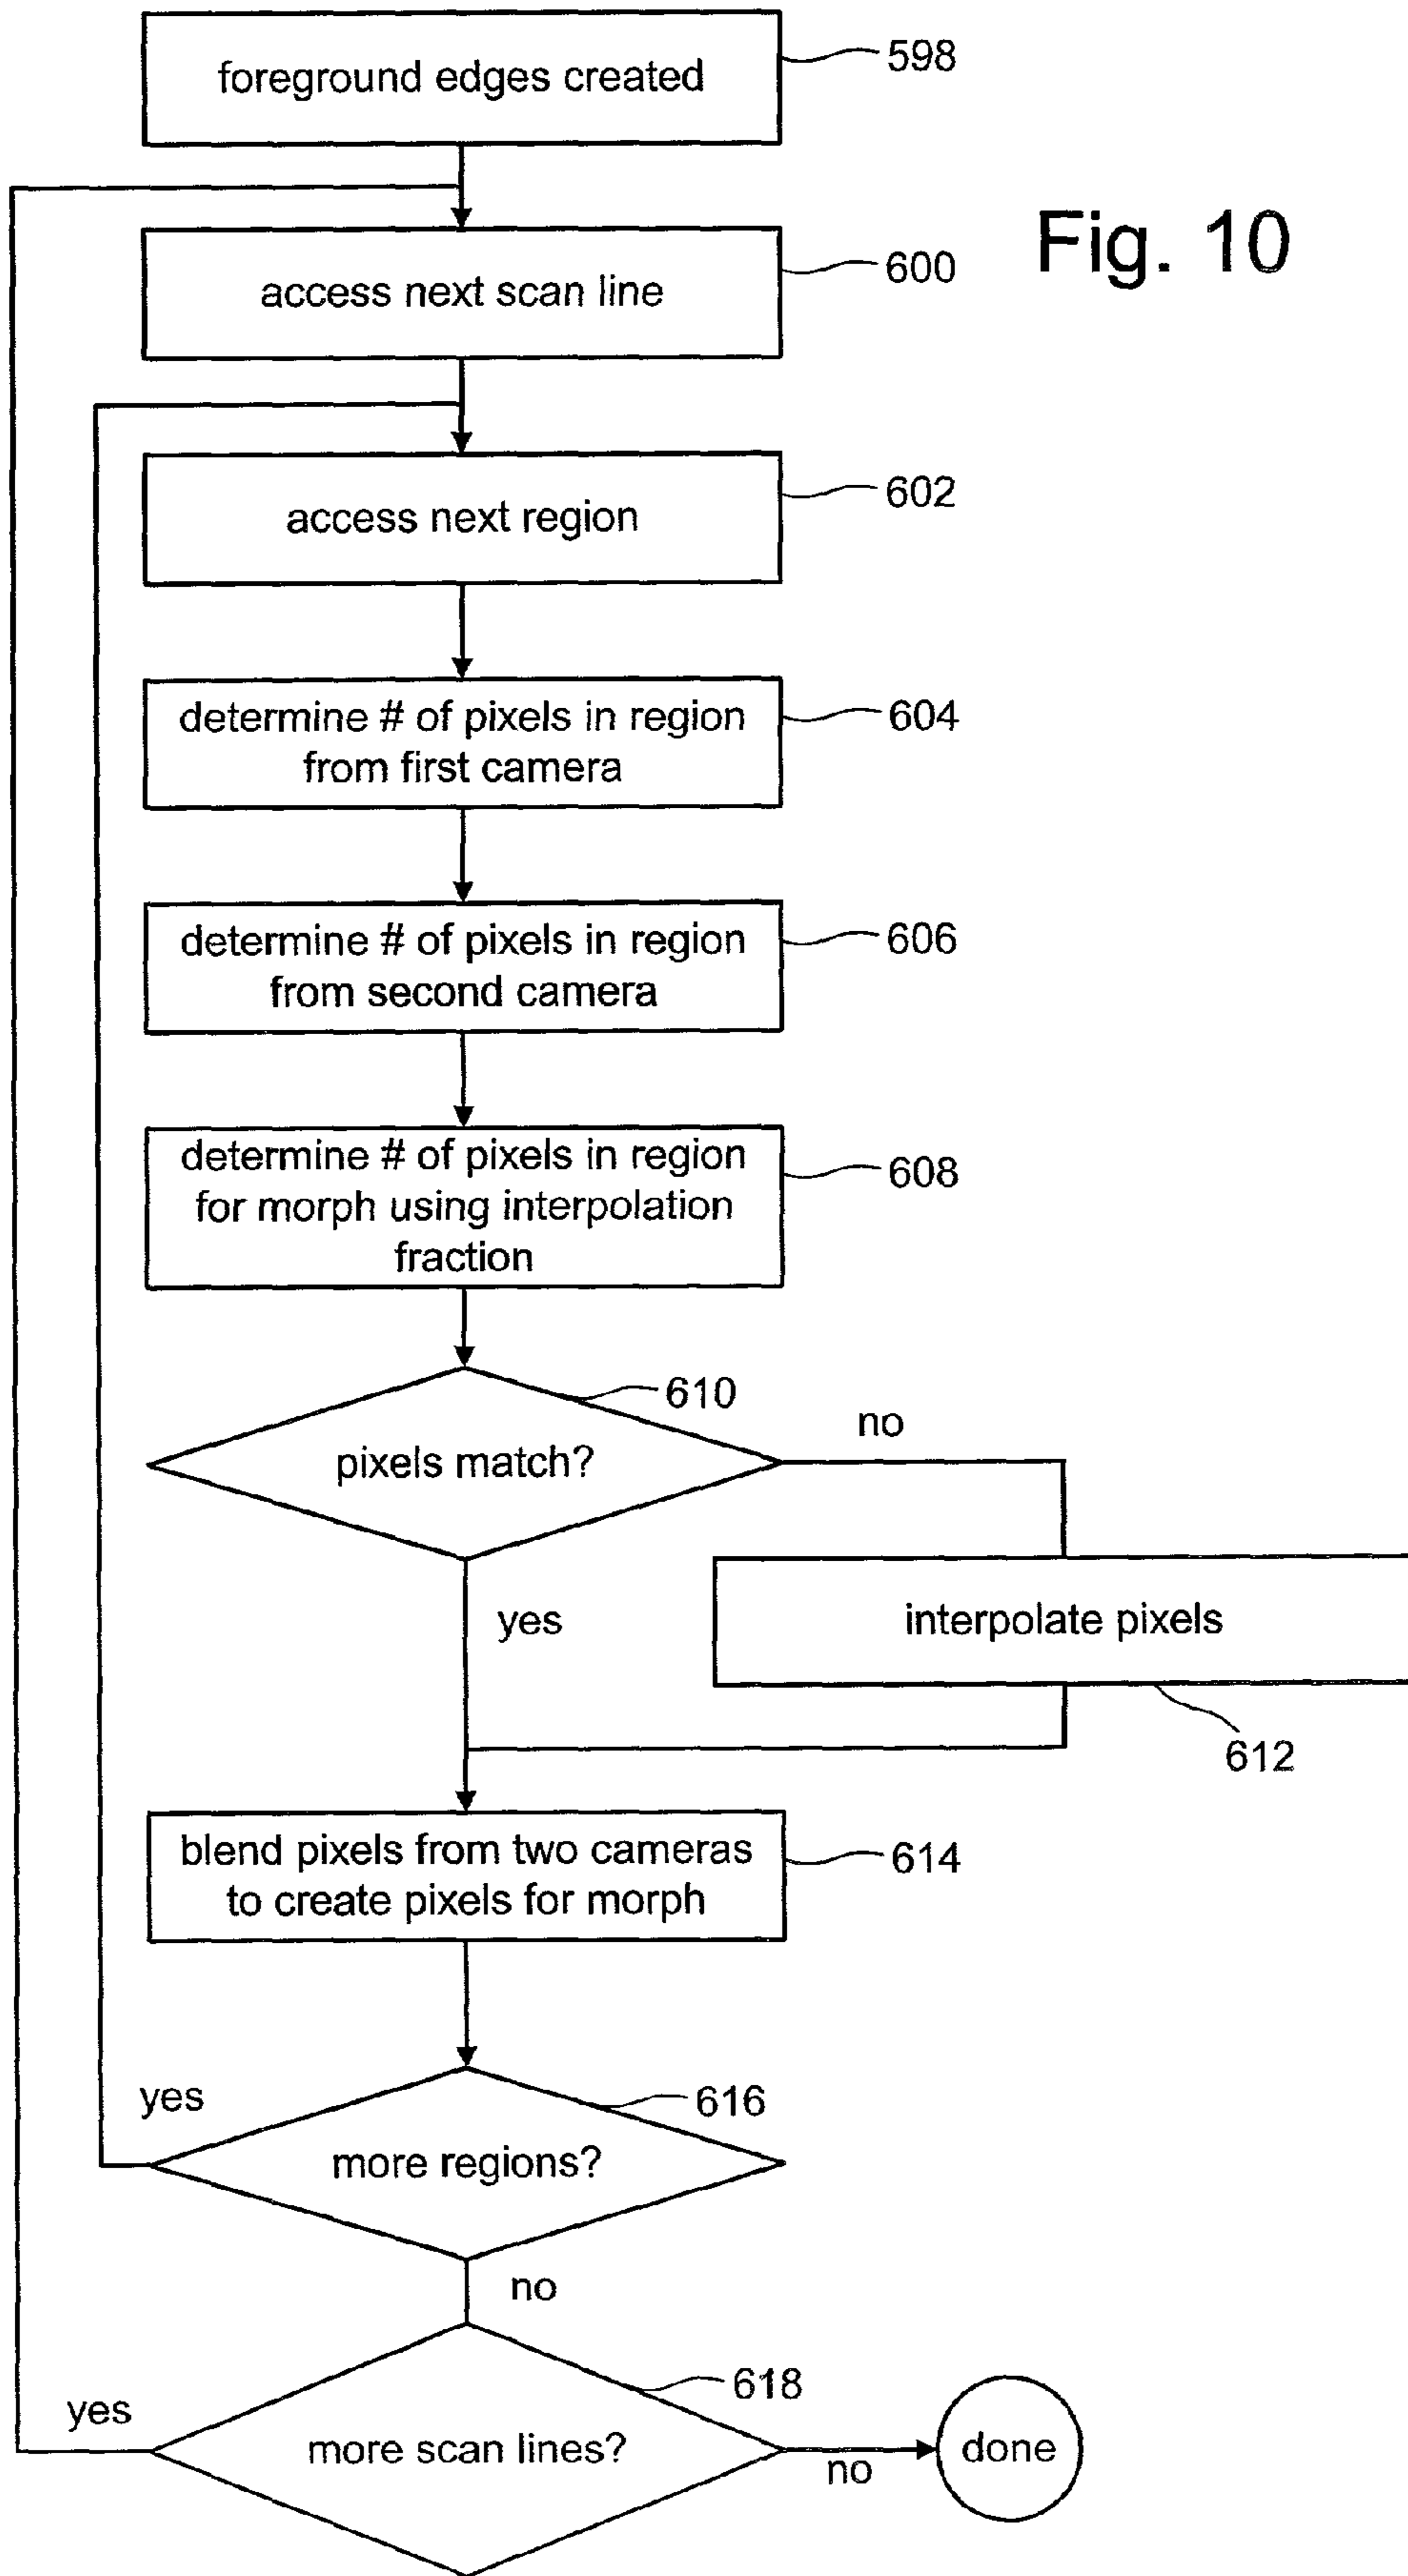 foreground edges created
598
Fig. 10
access next scan line
600
access next region
602
determine # of pixels in region
from first camera
604
determine # of pixels in region
from second camera
606
determine # of pixels in region
for morph using interpolation
fraction
608
610
pixels match?
no
yes
interpolate pixels
612
blend pixels from two cameras
to create pixels for morph
614
yes
616
more regions?
no
618
yes
more scan lines?
no
done